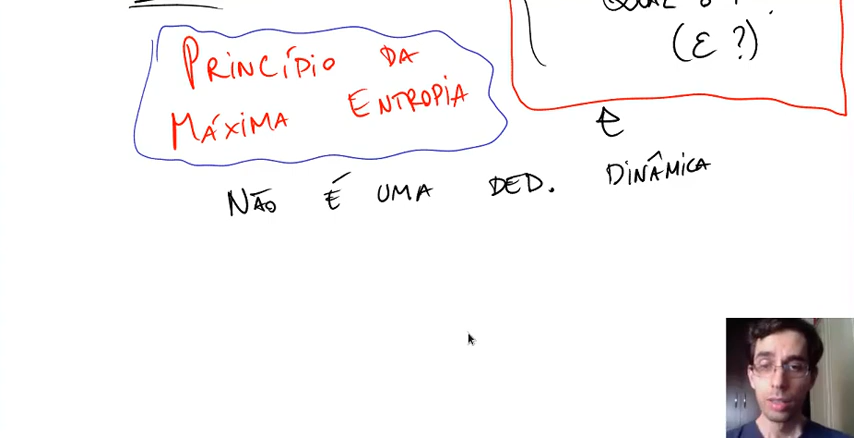 PRINCÍPIO DA
MÁXIMA ENTROPIA
(ε ?)
NÃO É UMA DED. DINÂMICA